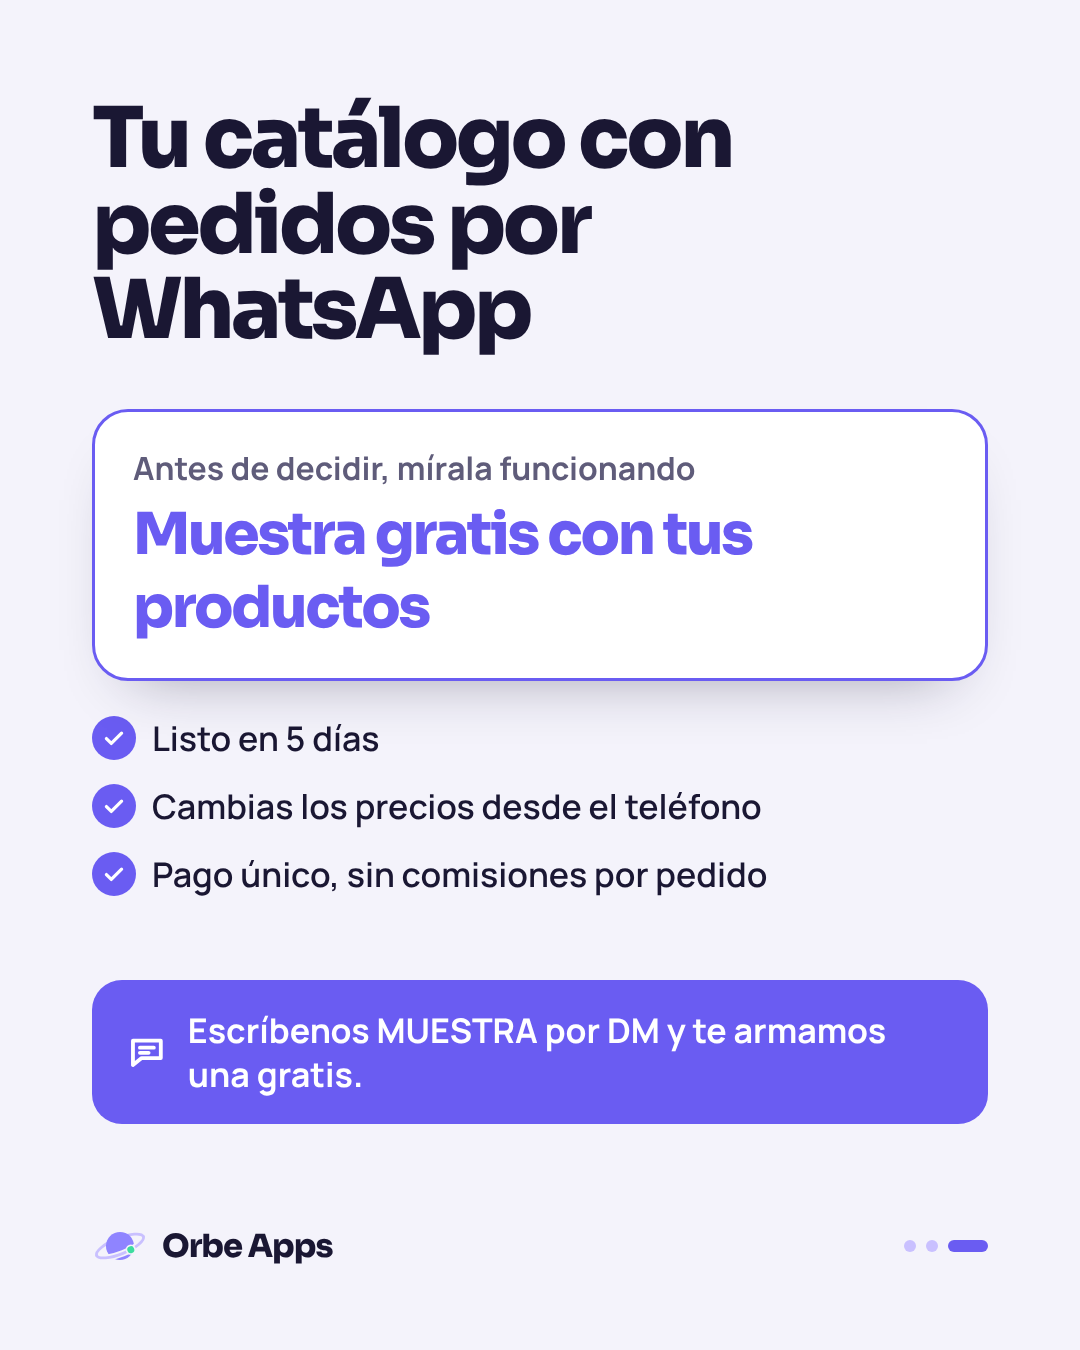 Tu catálogo con
pedidos por
WhatsApp
Antes de decidir, mírala funcionando
Muestra gratis con tus
productos
Listo en 5 días
Cambias los precios desde el teléfono
Pago único, sin comisiones por pedido
Escríbenos MUESTRA por DM y te armamos
una gratis.
Orbe Apps